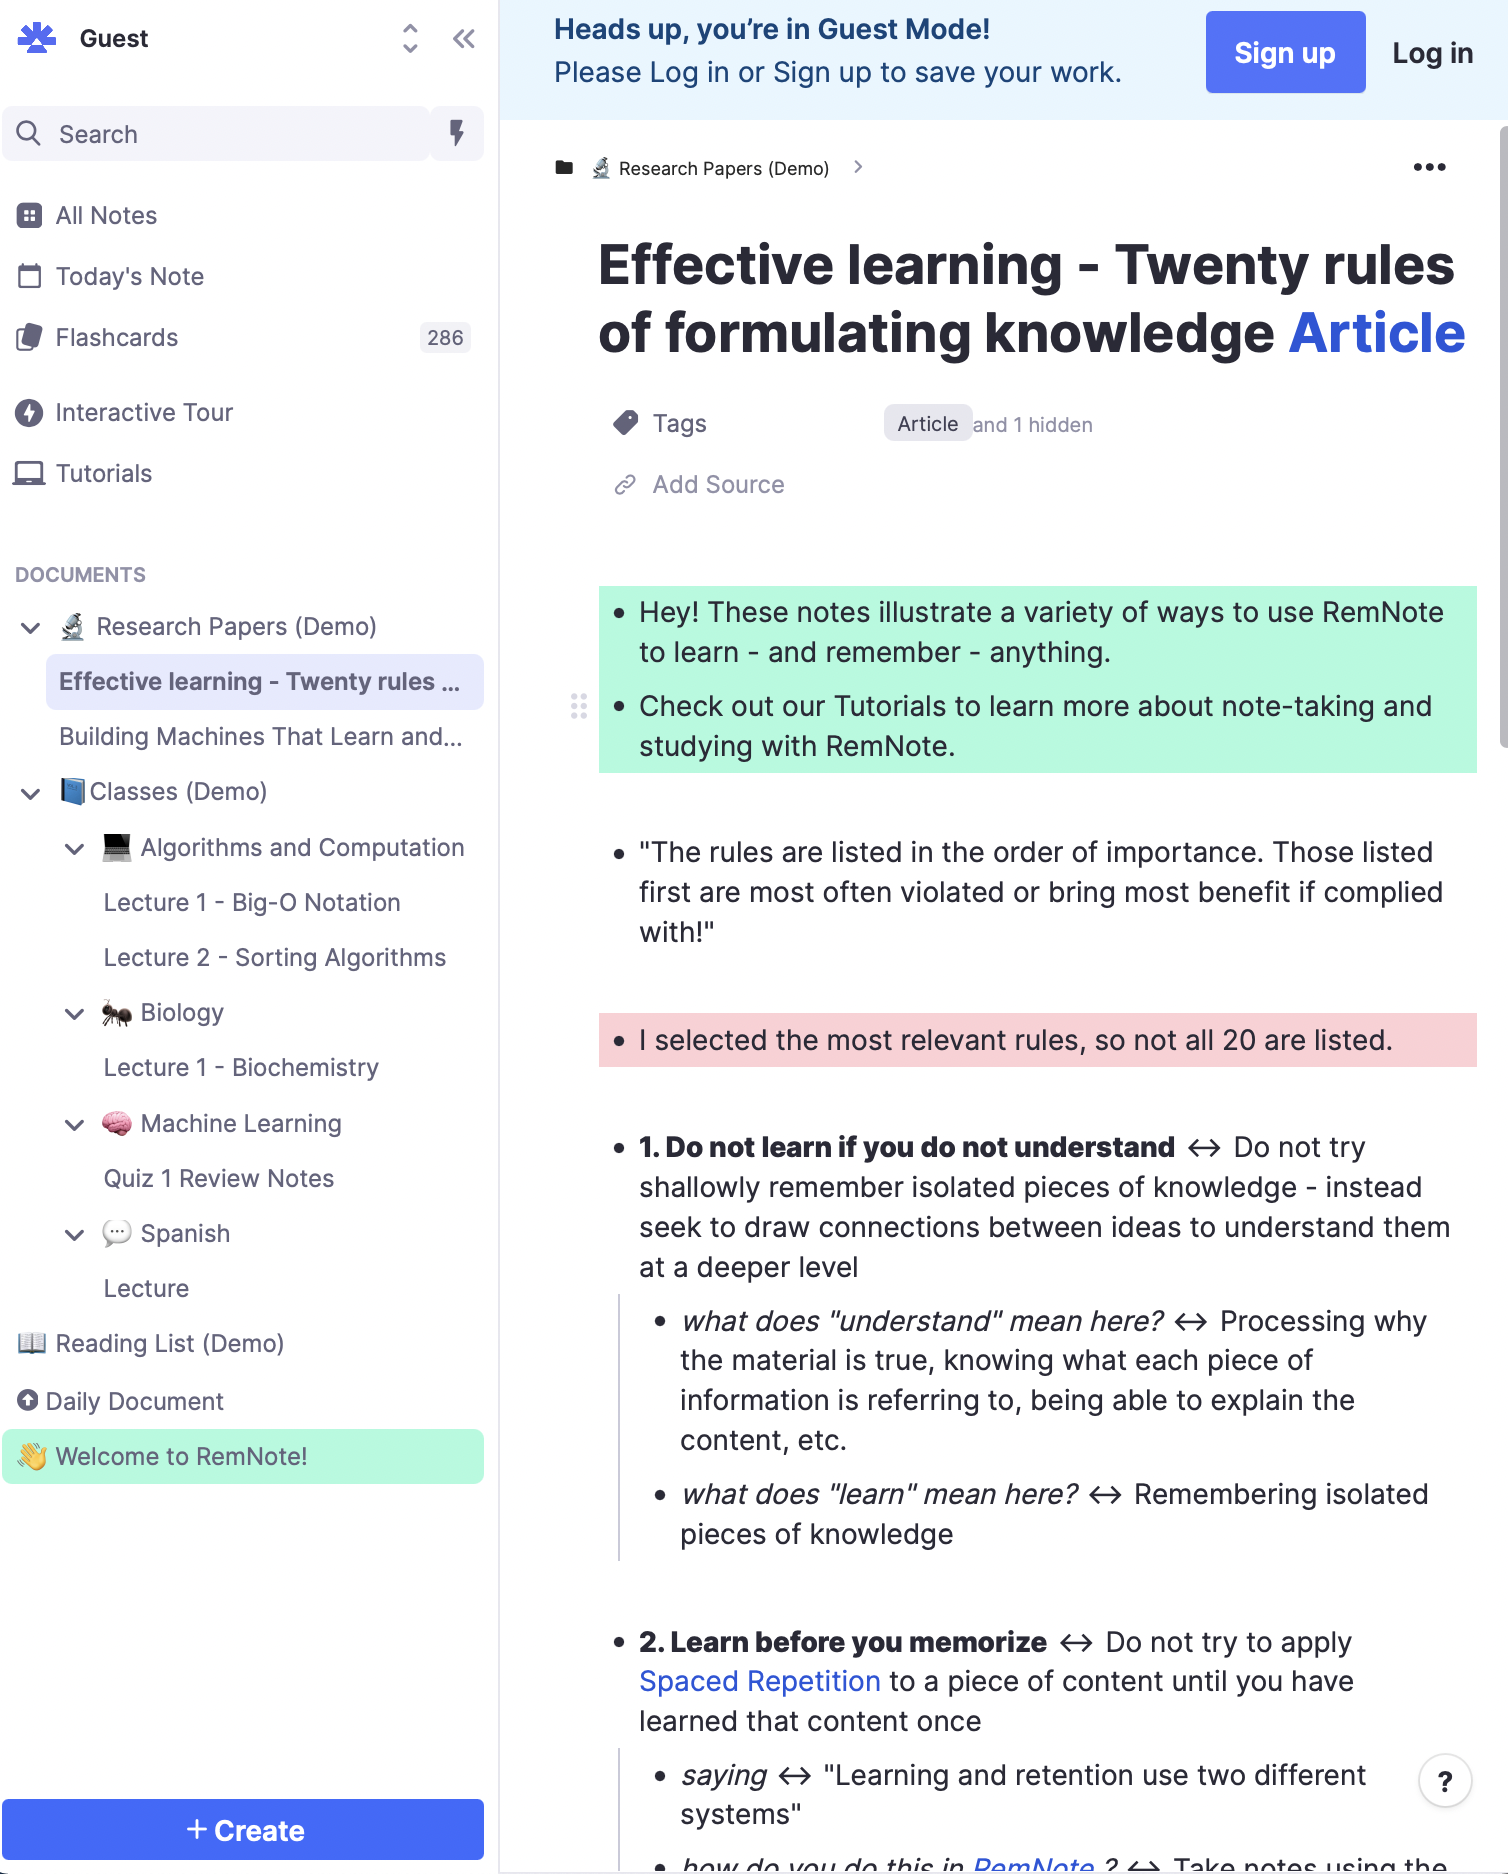 Guest
Search
All Notes
Today's Note
Flashcards 286
Interactive Tour
Tutorials
DOCUMENTS
Research Papers (Demo)
Effective learning - Twenty rules ...
Building Machines That Learn and...
Classes (Demo)
Algorithms and Computation
Lecture 1 - Big-O Notation
Lecture 2 - Sorting Algorithms
Biology
Lecture 1 - Biochemistry
Machine Learning
Quiz 1 Review Notes
Spanish
Lecture
Reading List (Demo)
Daily Document
Welcome to RemNote!
+ Create
Heads up, you're in Guest Mode!
Please Log in or Sign up to save your work.
Sign up
Log in
Research Papers (Demo)
Effective learning - Twenty rules
of formulating knowledge Article
Tags Article and 1 hidden
Add Source
• Hey! These notes illustrate a variety of ways to use RemNote
to learn - and remember - anything.
• Check out our Tutorials to learn more about note-taking and
studying with RemNote.
• "The rules are listed in the order of importance. Those listed
first are most often violated or bring most benefit if complied
with!"
• I selected the most relevant rules, so not all 20 are listed.
• 1. Do not learn if you do not understand ↔ Do not try
shallowly remember isolated pieces of knowledge - instead
seek to draw connections between ideas to understand them
at a deeper level
• what does "understand" mean here? ↔ Processing why
the material is true, knowing what each piece of
information is referring to, being able to explain the
content, etc.
• what does "learn" mean here? ↔ Remembering isolated
pieces of knowledge
• 2. Learn before you memorize ↔ Do not try to apply
Spaced Repetition to a piece of content until you have
learned that content once
• saying ↔ "Learning and retention use two different
systems"
• how do you do this in RemNote ? ↔ Take notes using the
?